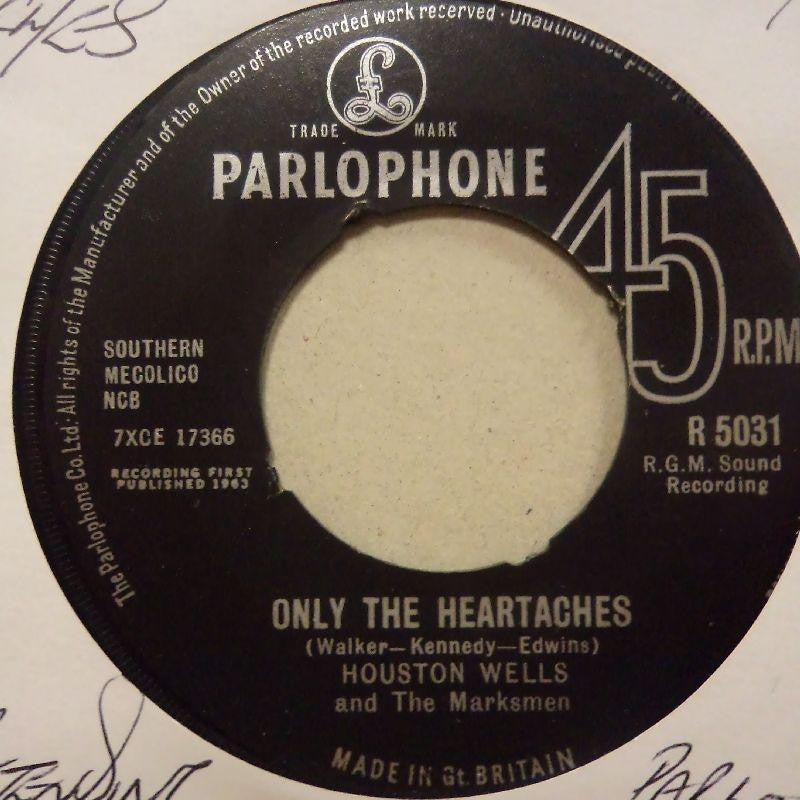 The Parlophone Co. Ltd. All rights of the Manufacturer and of the Owner of the recorded work reserved · Unauthorised
£
TRADE MARK
PARLOPHONE
45
R.P.M
SOUTHERN
MECOLICO
NCB
7XCE 17366
RECORDING FIRST
PUBLISHED 1963
R 5031
R.G.M. Sound
Recording
ONLY THE HEARTACHES
(Walker—Kennedy—Edwins)
HOUSTON WELLS
and The Marksmen
MADE IN Gt. BRITAIN